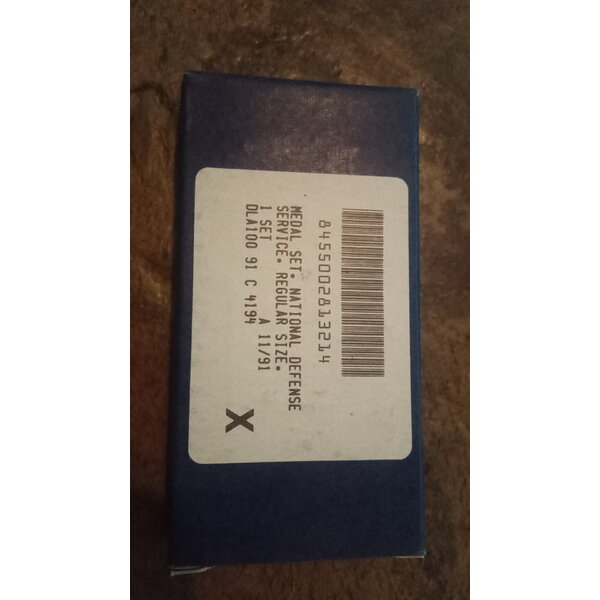 8455002813214
MEDAL SET. NATIONAL DEFENSE
SERVICE. REGULAR SIZE.
1 SET A 11/91
DLA100 91 C 4194
X